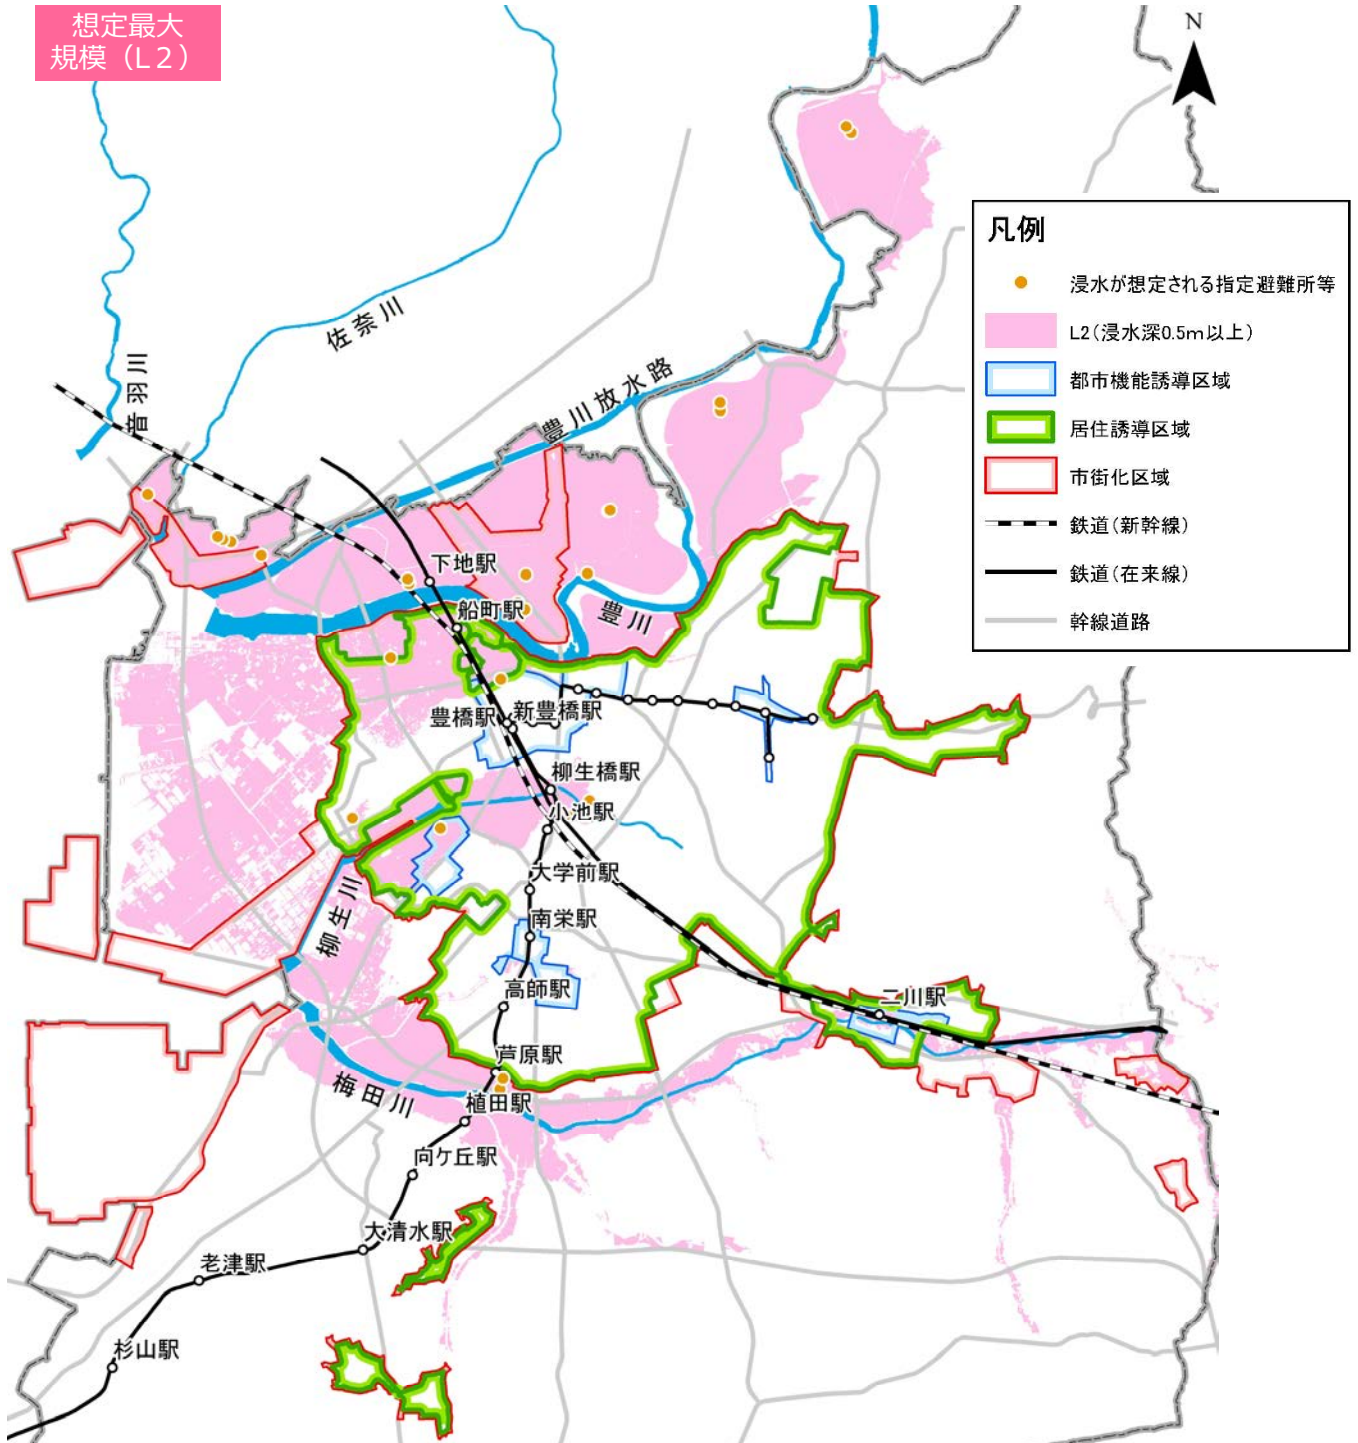 想定最大
規模（L２）
N
凡例
浸水が想定される指定避難所等
L2（浸水深0.5m以上）
都市機能誘導区域
居住誘導区域
市街化区域
鉄道（新幹線）
鉄道（在来線）
幹線道路
佐奈川
音羽川
豊川放水路
下地駅
船町駅
豊川
豊橋駅
新豊橋駅
柳生橋駅
小池駅
大学前駅
柳生川
南栄駅
高師駅
二川駅
芦原駅
梅田川
植田駅
向ケ丘駅
大清水駅
老津駅
杉山駅